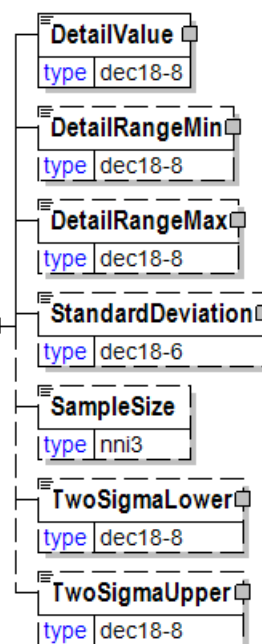 DetailValue
type dec18-8
DetailRangeMin
type dec18-8
DetailRangeMax
type dec18-8
StandardDeviation
type dec18-6
SampleSize
type nni3
TwoSigmaLower
type dec18-8
TwoSigmaUpper
type dec18-8